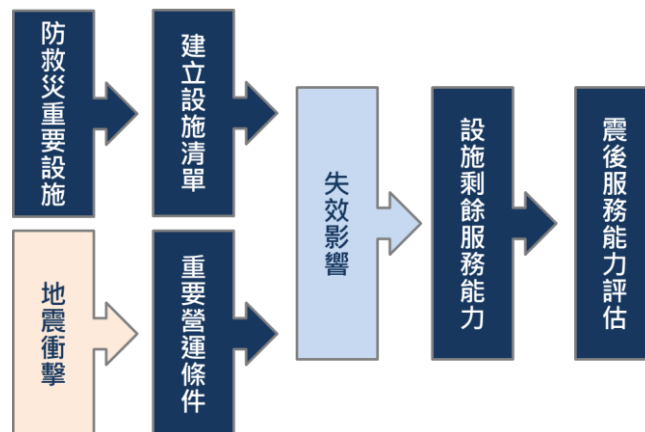 防救災重要設施
建立設施清單
地震衝擊
重要營運條件
失效影響
設施剩餘服務能力
震後服務能力評估